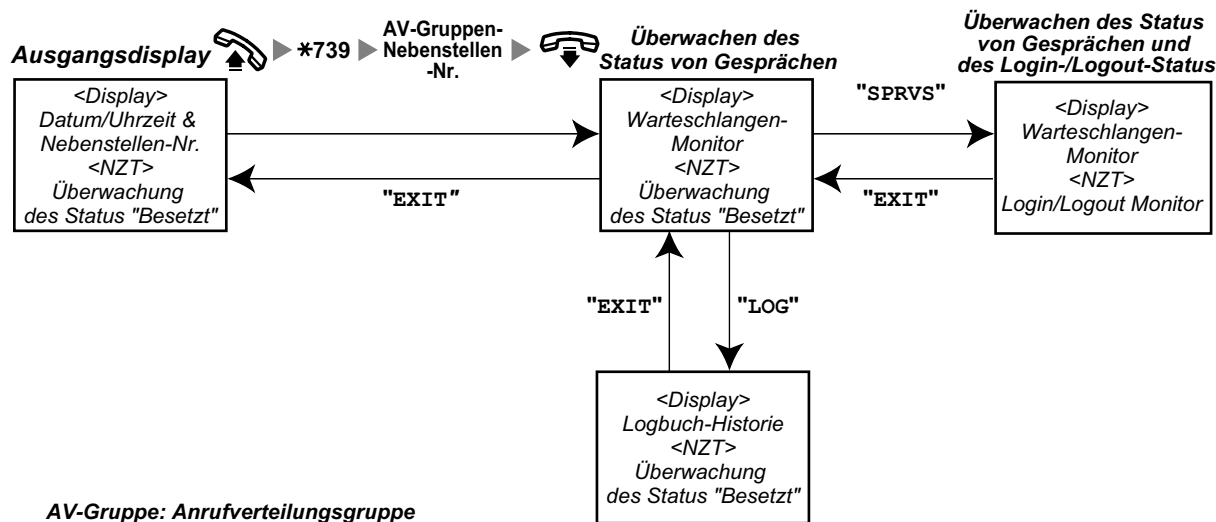 Ausgangsdisplay
*739
AV-Gruppen-
Nebenstellen
-Nr.
Überwachen des
Status von Gesprächen
Überwachen des Status
von Gesprächen und
des Login-/Logout-Status
<Display>
Datum/Uhrzeit &
Nebenstellen-Nr.
<NZT>
Überwachung
des Status "Besetzt"
"EXIT"
<Display>
Warteschlangen-
Monitor
<NZT>
Überwachung
des Status "Besetzt"
"SPRVS"
"EXIT"
<Display>
Warteschlangen-
Monitor
<NZT>
Login/Logout Monitor
"EXIT"
"LOG"
<Display>
Logbuch-Historie
<NZT>
Überwachung
des Status "Besetzt"
AV-Gruppe: Anrufverteilungsgruppe